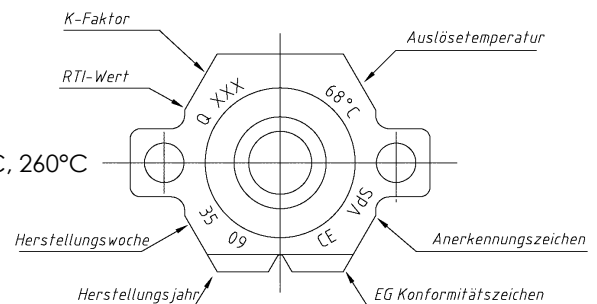 K-Faktor
Auslösetemperatur
RTI-Wert
Q XXX
68°C
C, 260°C
35
09
CE
VdS
Herstellungswoche
Anerkennungszeichen
Herstellungsjahr
EG Konformitätszeichen